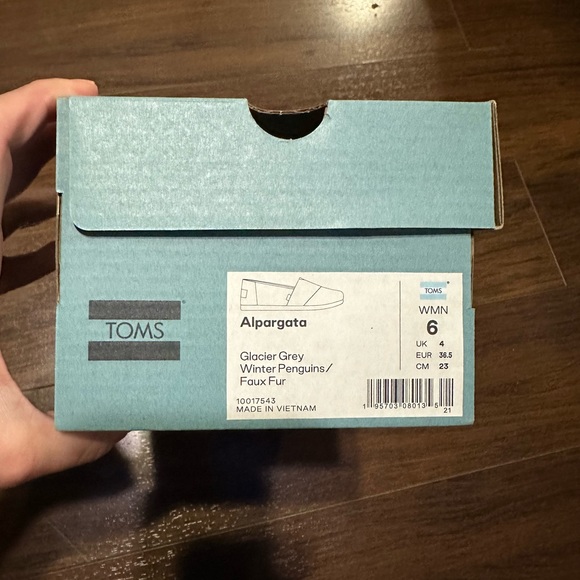 TOMS®
Alpargata
Glacier Grey
Winter Penguins/
Faux Fur
10017543
MADE IN VIETNAM
TOMS®
WMN
6
UK 4
EUR 36.5
CM 23
1 95703 08013 5
21